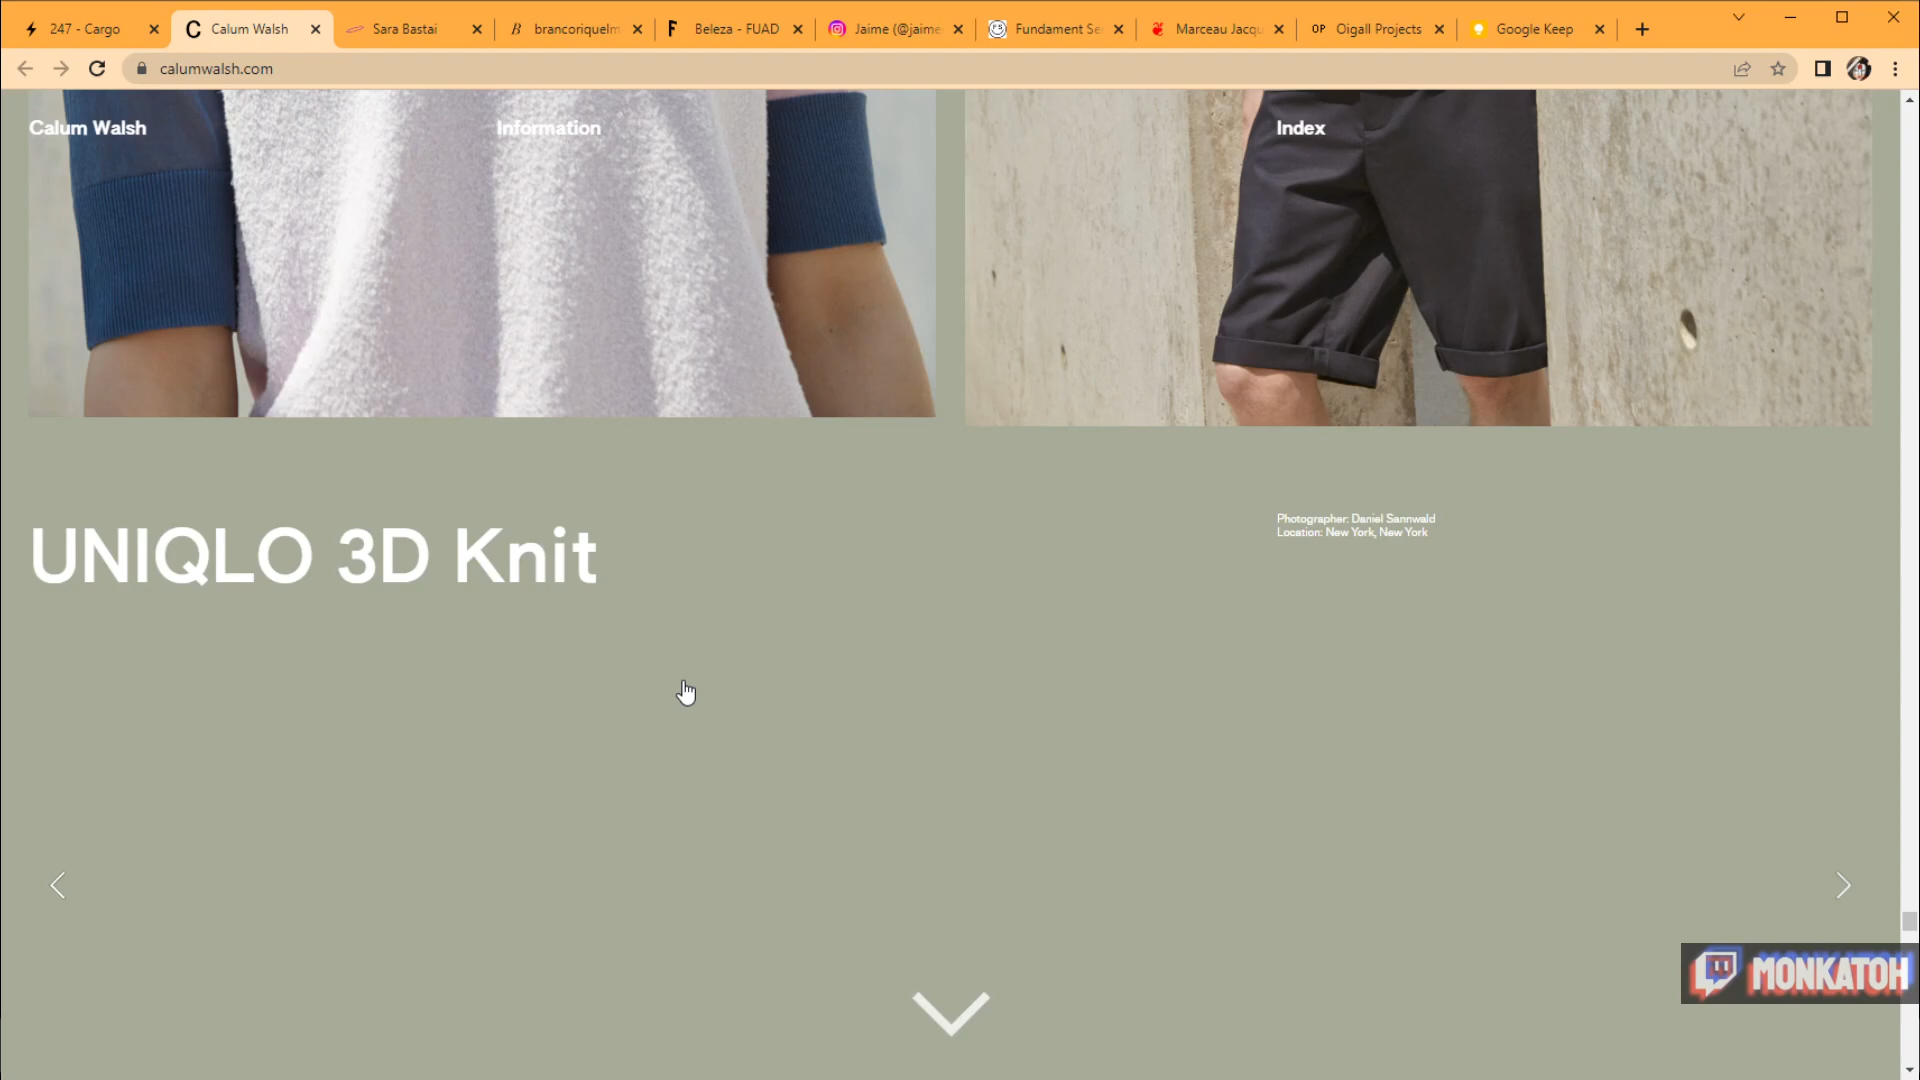 247 - Cargo
Calum Walsh
Sara Bastai
brancoriquelm
Beleza - FUAD
Jaime (@jaime
Fundament Se
Marceau Jacqu
OP Oigall Projects
Google Keep
calumwalsh.com
Calum Walsh
Information
Index
UNIQLO 3D Knit
Photographer: Daniel Sannwald
Location: New York, New York
MONKATOH